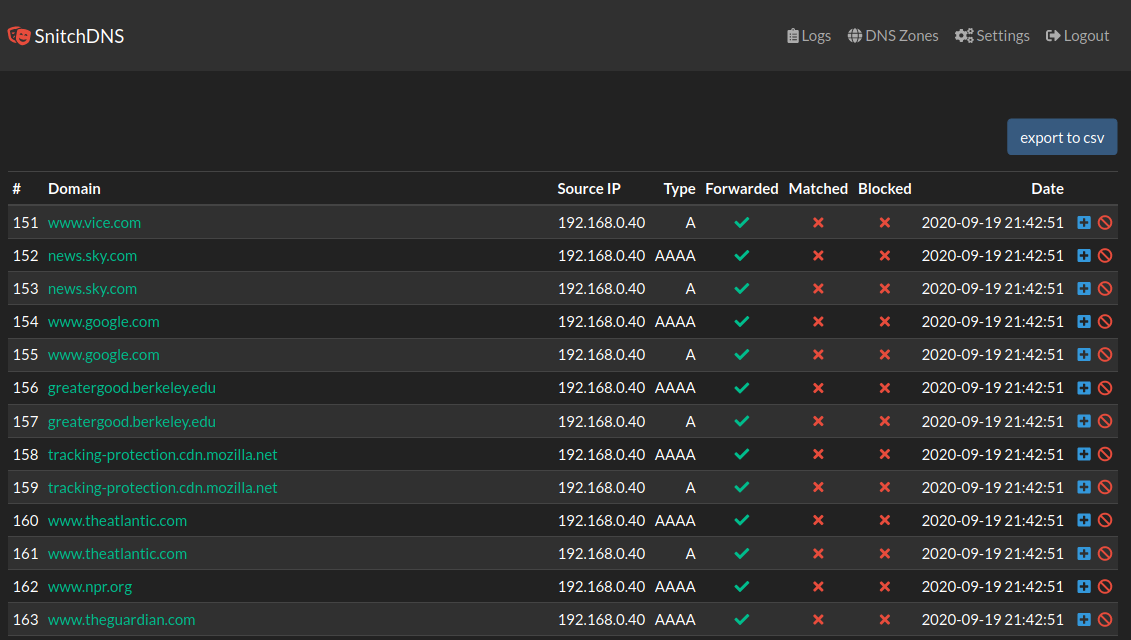 SnitchDNS Logs DNS Zones Settings Logout
export to csv
# Domain Source IP Type Forwarded Matched Blocked Date
151 www.vice.com 192.168.0.40 A 2020-09-19 21:42:51
152 news.sky.com 192.168.0.40 AAAA 2020-09-19 21:42:51
153 news.sky.com 192.168.0.40 A 2020-09-19 21:42:51
154 www.google.com 192.168.0.40 AAAA 2020-09-19 21:42:51
155 www.google.com 192.168.0.40 A 2020-09-19 21:42:51
156 greatergood.berkeley.edu 192.168.0.40 AAAA 2020-09-19 21:42:51
157 greatergood.berkeley.edu 192.168.0.40 A 2020-09-19 21:42:51
158 tracking-protection.cdn.mozilla.net 192.168.0.40 AAAA 2020-09-19 21:42:51
159 tracking-protection.cdn.mozilla.net 192.168.0.40 A 2020-09-19 21:42:51
160 www.theatlantic.com 192.168.0.40 AAAA 2020-09-19 21:42:51
161 www.theatlantic.com 192.168.0.40 A 2020-09-19 21:42:51
162 www.npr.org 192.168.0.40 AAAA 2020-09-19 21:42:51
163 www.theguardian.com 192.168.0.40 AAAA 2020-09-19 21:42:51